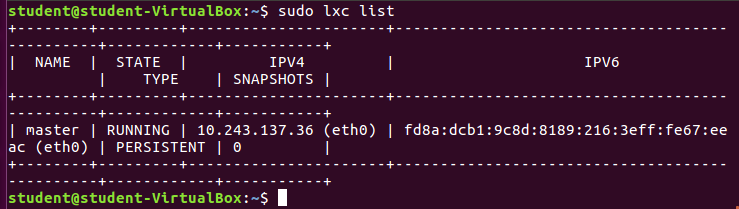 student@student-VirtualBox:~$ sudo lxc list
+--------+---------+----------------------+-------------------------------------
----------+------------+-----------+
|  NAME  |  STATE  |         IPV4         |                     IPV6
          |    TYPE    | SNAPSHOTS |
+--------+---------+----------------------+-------------------------------------
----------+------------+-----------+
| master | RUNNING | 10.243.137.36 (eth0) | fd8a:dcb1:9c8d:8189:216:3eff:fe67:ee
ac (eth0) | PERSISTENT | 0         |
+--------+---------+----------------------+-------------------------------------
----------+------------+-----------+
student@student-VirtualBox:~$